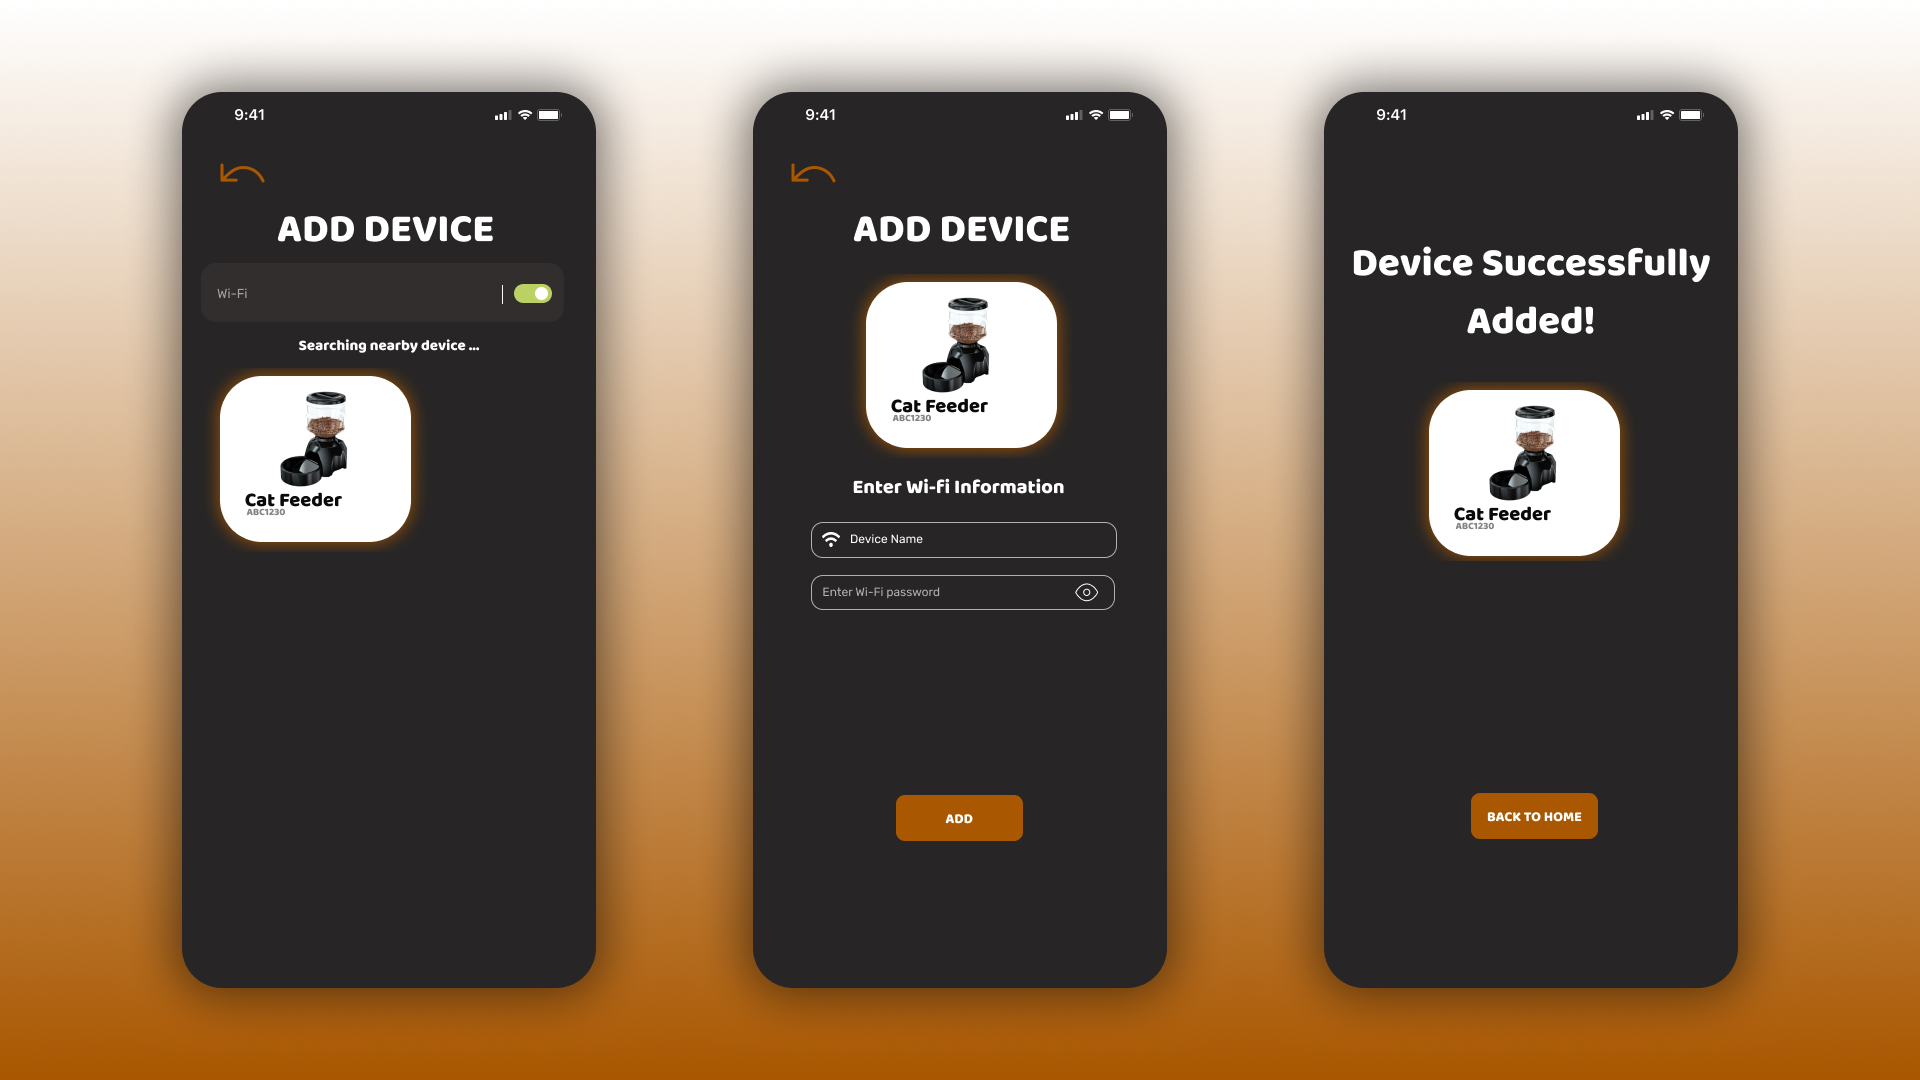 9:41
ADD DEVICE
Wi-Fi
Searching nearby device ...
Cat Feeder
ABC1230
9:41
ADD DEVICE
Cat Feeder
ABC1230
Enter Wi-fi Information
Device Name
Enter Wi-Fi password
ADD
9:41
Device Successfully
Added!
Cat Feeder
ABC1230
BACK TO HOME